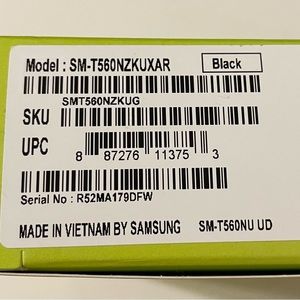 Model : SM-T560NZKUXAR Black
SMT560NZKUG
SKU
UPC
8 87276 11375 3
Serial No : R52MA179DFW
MADE IN VIETNAM BY SAMSUNG SM-T560NU UD